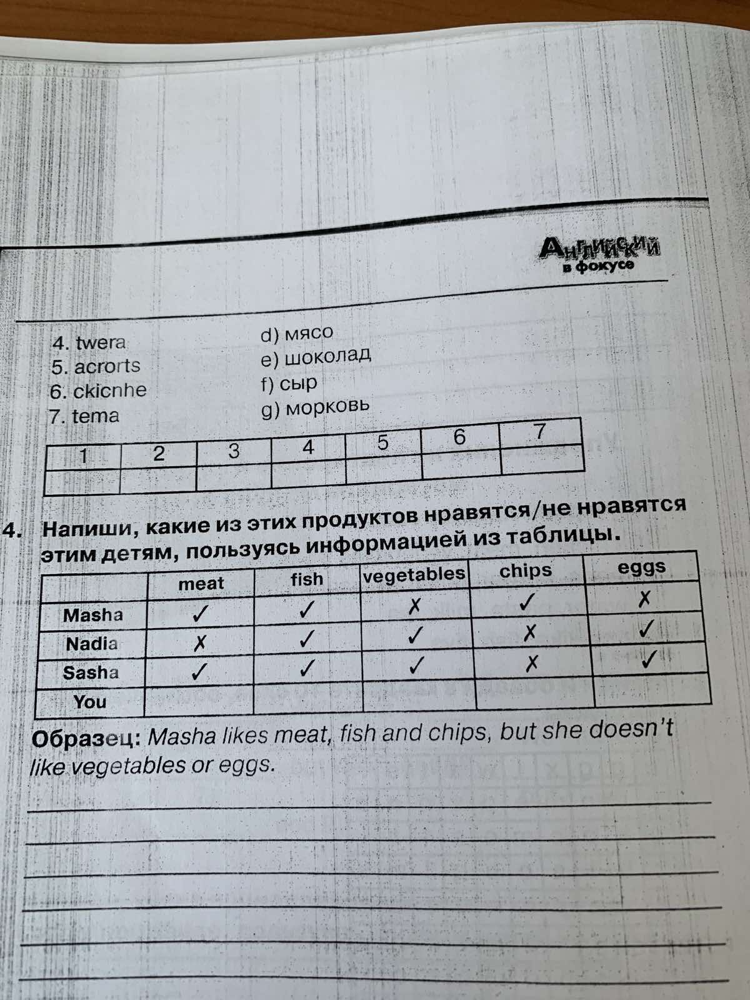 Английский
в фокусе
4. twera d) мясо
5. acrorts e) шоколад
6. ckicnhe f) сыр
7. tema g) морковь
1 2 3 4 5 6 7
4. Напиши, какие из этих продуктов нравятся/не нравятся
этим детям, пользуясь информацией из таблицы.
meat fish vegetables chips eggs
Masha ✓ ✓ ✗ ✓ ✗
Nadia ✗ ✓ ✓ ✗ ✓
Sasha ✓ ✓ ✓ ✗ ✓
You
Образец: Masha likes meat, fish and chips, but she doesn't
like vegetables or eggs.